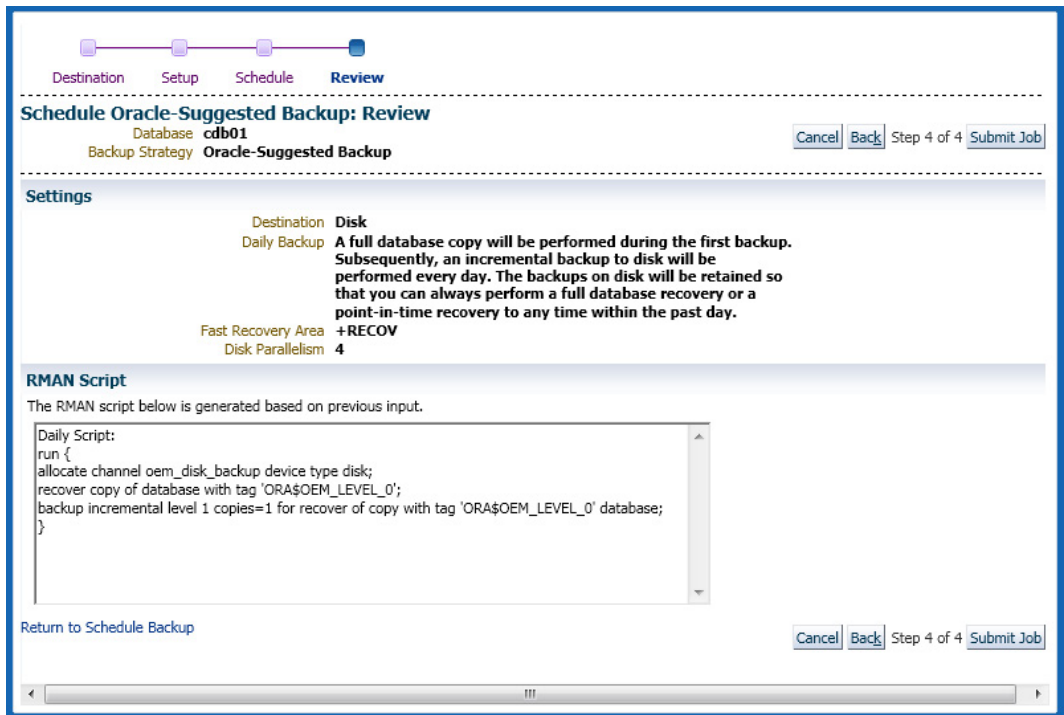 Destination Setup Schedule Review
Schedule Oracle-Suggested Backup: Review
Database cdb01
Backup Strategy Oracle-Suggested Backup
Cancel Back Step 4 of 4 Submit Job
Settings
Destination Disk
Daily Backup A full database copy will be performed during the first backup.
Subsequently, an incremental backup to disk will be
performed every day. The backups on disk will be retained so
that you can always perform a full database recovery or a
point-in-time recovery to any time within the past day.
Fast Recovery Area +RECOV
Disk Parallelism 4
RMAN Script
The RMAN script below is generated based on previous input.
Daily Script:
run {
allocate channel oem_disk_backup device type disk;
recover copy of database with tag 'ORA$OEM_LEVEL_0';
backup incremental level 1 copies=1 for recover of copy with tag 'ORA$OEM_LEVEL_0' database;
}
Return to Schedule Backup
Cancel Back Step 4 of 4 Submit Job